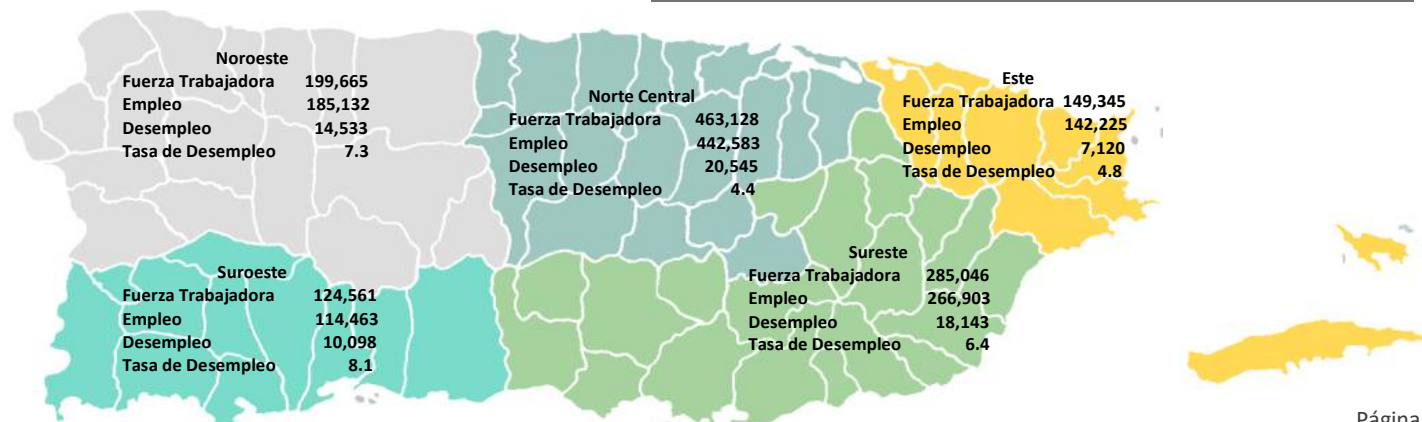 Noroeste
Fuerza Trabajadora 199,665
Empleo 185,132
Desempleo 14,533
Tasa de Desempleo 7.3
Norte Central
Fuerza Trabajadora 463,128
Empleo 442,583
Desempleo 20,545
Tasa de Desempleo 4.4
Este
Fuerza Trabajadora 149,345
Empleo 142,225
Desempleo 7,120
Tasa de Desempleo 4.8
Suroeste
Fuerza Trabajadora 124,561
Empleo 114,463
Desempleo 10,098
Tasa de Desempleo 8.1
Sureste
Fuerza Trabajadora 285,046
Empleo 266,903
Desempleo 18,143
Tasa de Desempleo 6.4
Página